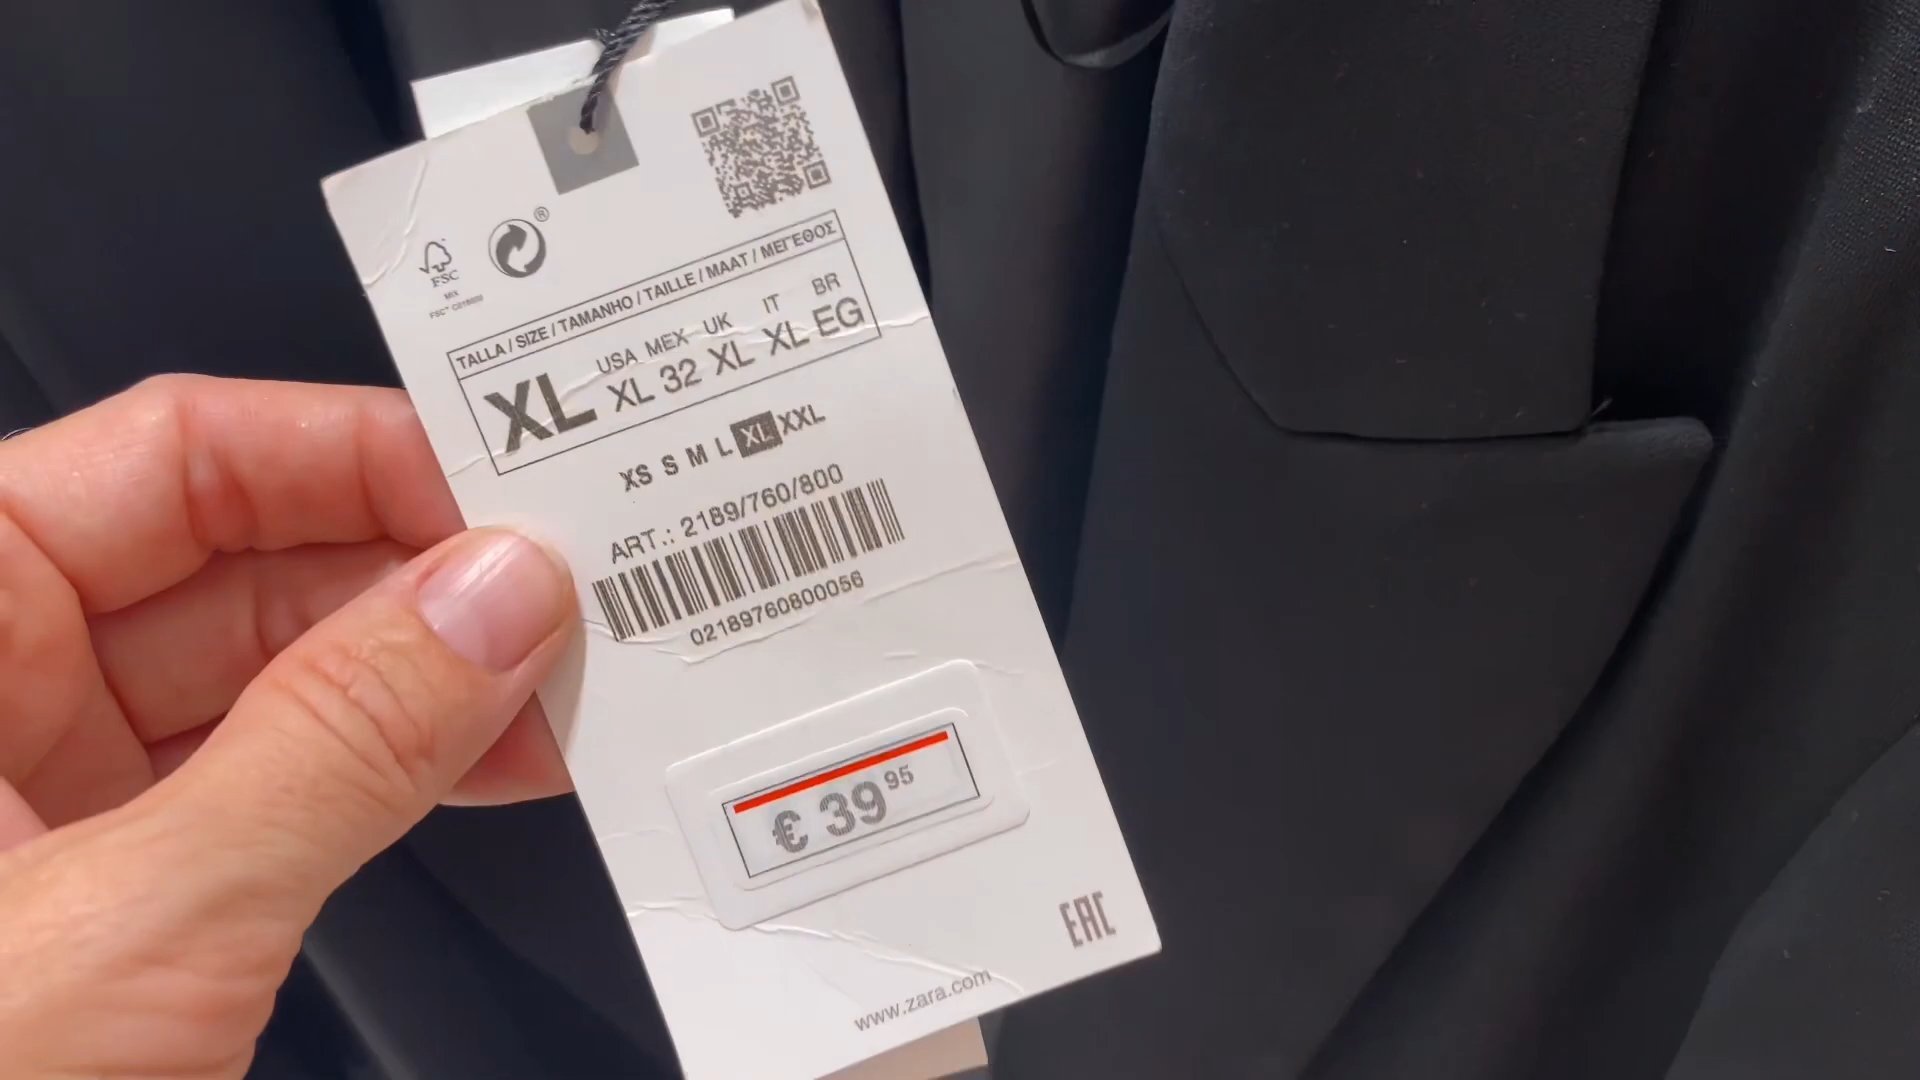 ®
FSC
MIX
TALLA / SIZE / TAMANHO / TAILLE / MAAT / ΜΕΓΕΘΟΣ
USA MEX UK IT BR
XL XL 32 XL XL EG
XS S M L XL XXL
ART.: 2189/760/800
02189760800056
€ 39 95
EAC
www.zara.com